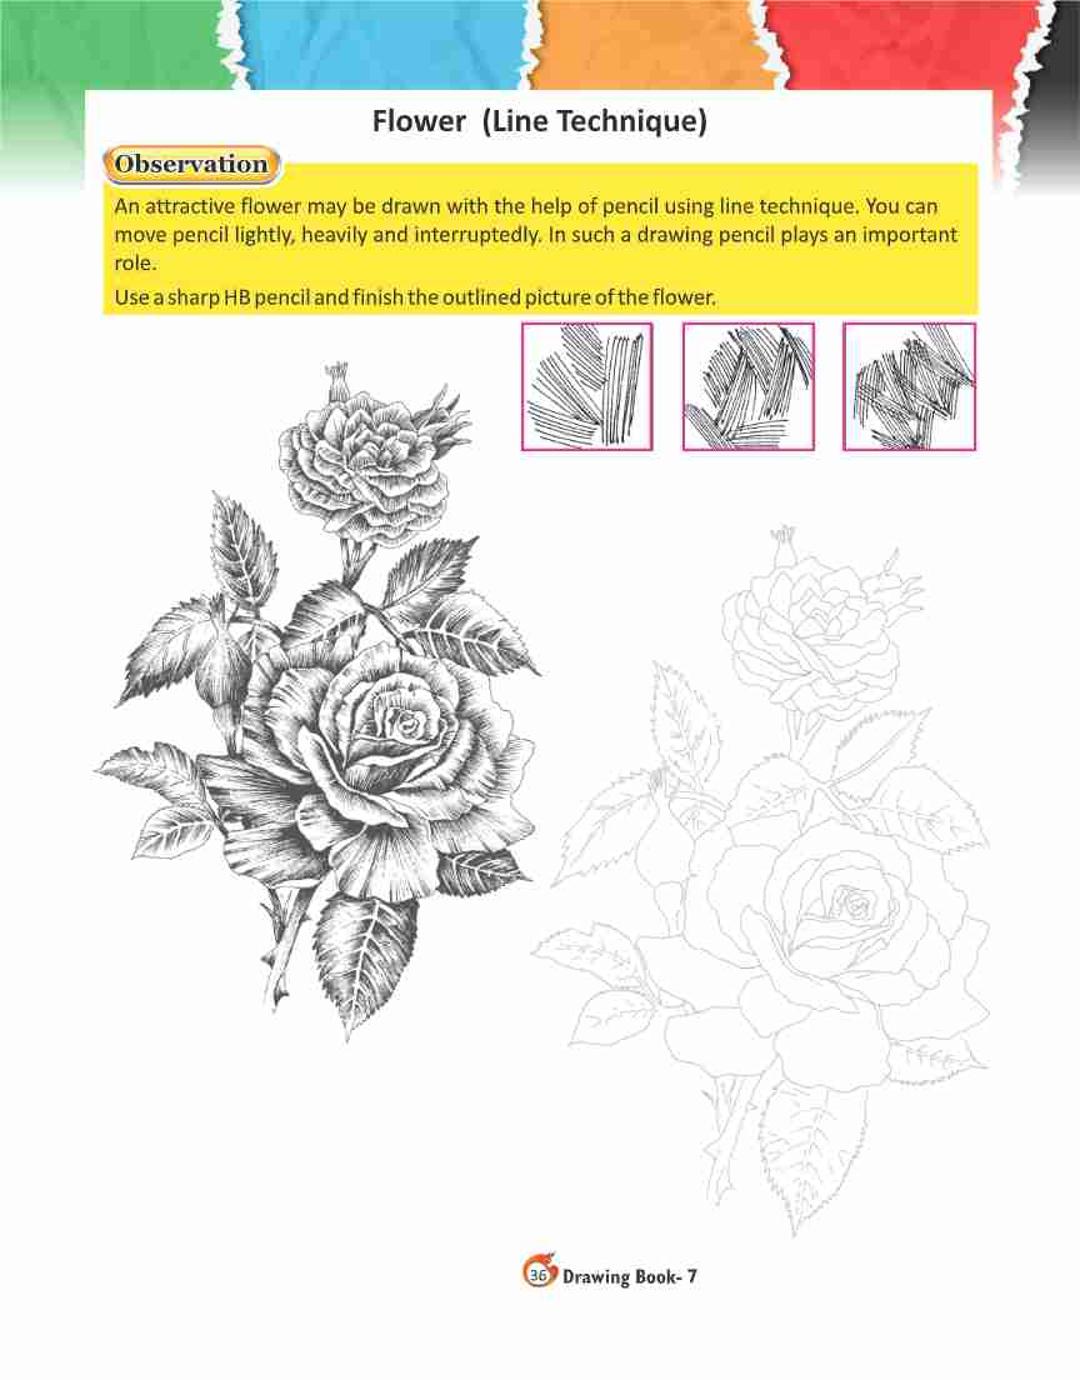 Flower (Line Technique)
Observation
An attractive flower may be drawn with the help of pencil using line technique. You can
move pencil lightly, heavily and interruptedly. In such a drawing pencil plays an important
role.
Use a sharp HB pencil and finish the outlined picture of the flower.
36 Drawing Book- 7